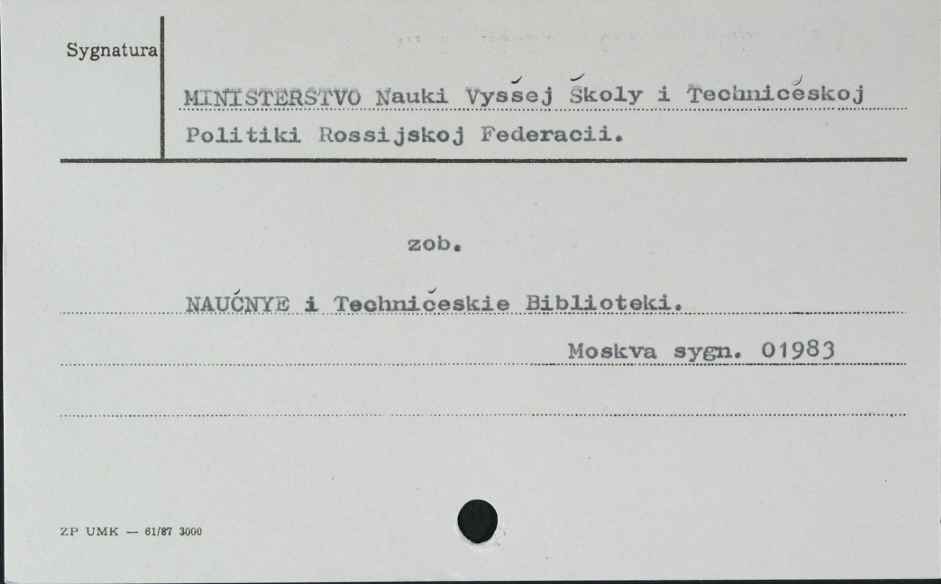 Sygnatura
MINISTERSTVO Nauki Vysšej Školy i Techničeskoj
Politiki Rossijskoj Federacii.
zob.
NAUČNYE i Techničeskie Biblioteki.
Moskva sygn. 01983
ZP UMK — 61/87 3000